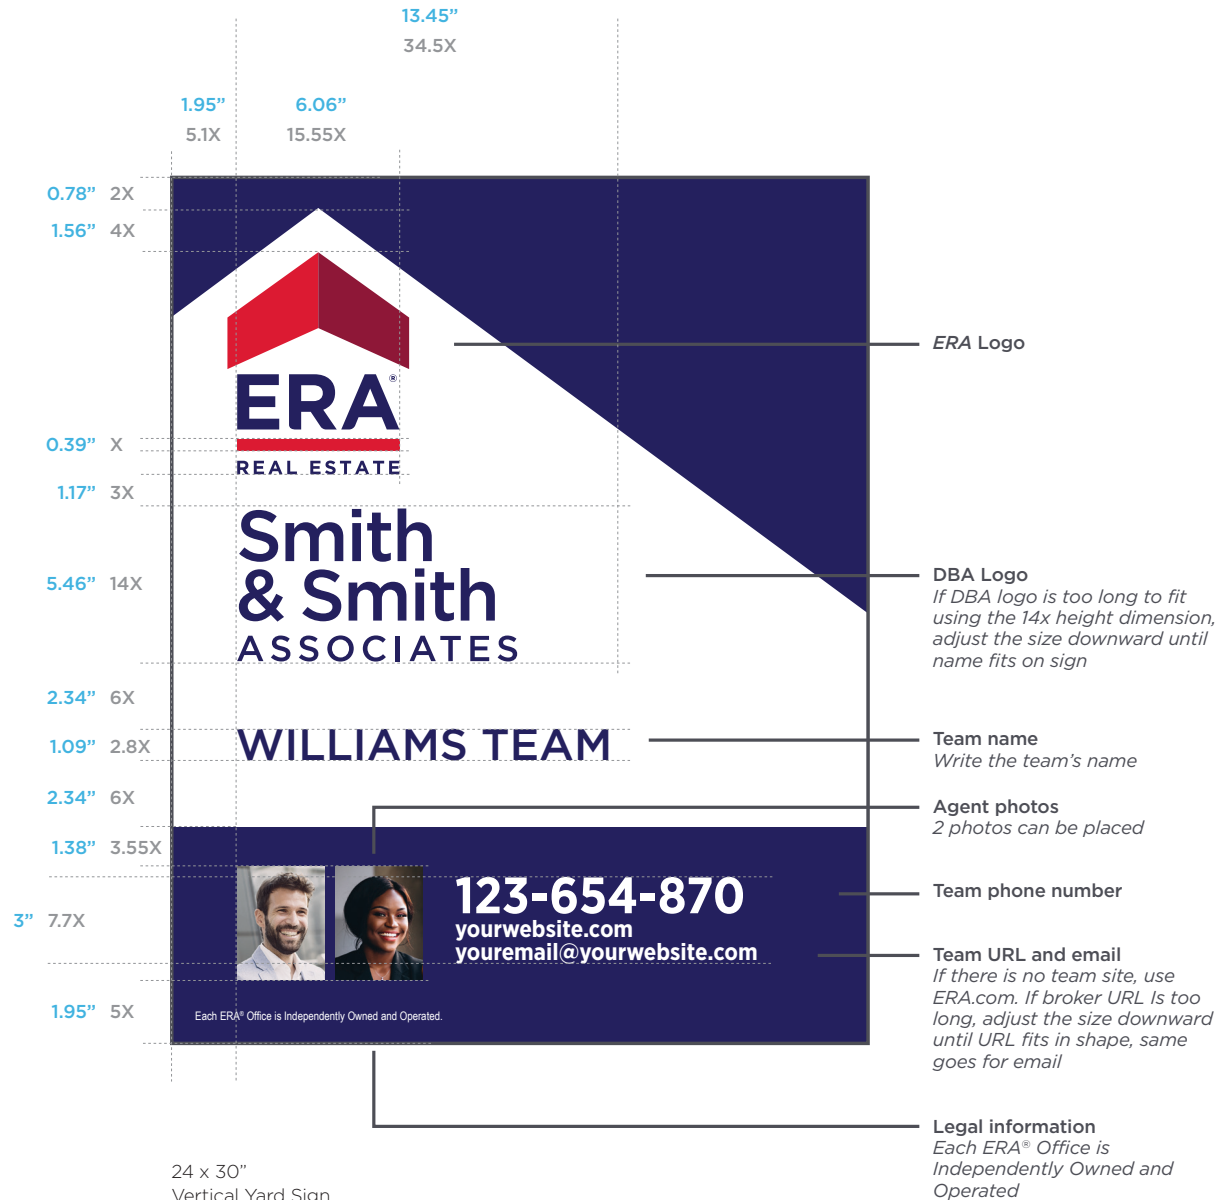 13.45”
34.5X
1.95”
6.06”
5.1X
15.55X
0.78” 2X
1.56” 4X
ERA Logo
ERA®
0.39” X
REAL ESTATE
1.17” 3X
Smith
& Smith
ASSOCIATES
5.46” 14X
DBA Logo
If DBA logo is too long to fit
using the 14x height dimension,
adjust the size downward until
name fits on sign
2.34” 6X
1.09” 2.8X
WILLIAMS TEAM
Team name
Write the team’s name
2.34” 6X
Agent photos
2 photos can be placed
1.38” 3.55X
3” 7.7X
123-654-870
yourwebsite.com
youremail@yourwebsite.com
Team phone number
Team URL and email
If there is no team site, use
ERA.com. If broker URL Is too
long, adjust the size downward
until URL fits in shape, same
goes for email
1.95” 5X
Each ERA® Office is Independently Owned and Operated.
Legal information
Each ERA® Office is
Independently Owned and
Operated
24 x 30”
Vertical Yard Sign